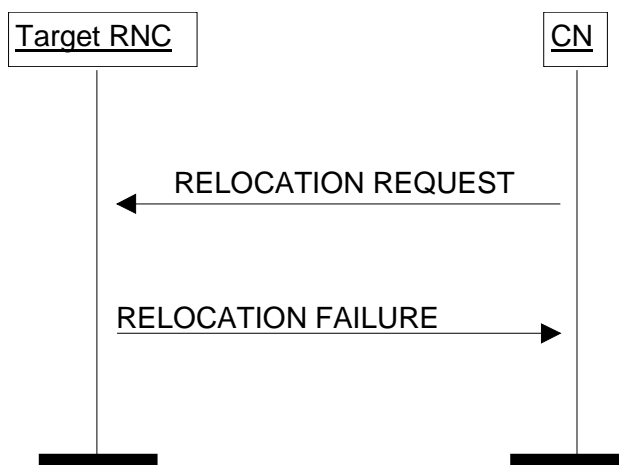 Target RNC
CN
RELOCATION REQUEST
RELOCATION FAILURE